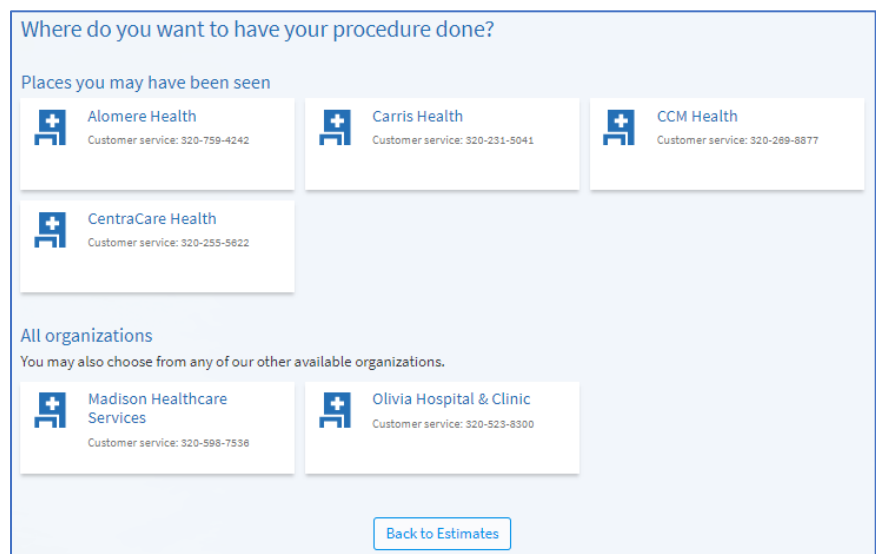 Where do you want to have your procedure done?
Places you may have been seen
Alomere Health
Customer service: 320-759-4242
Carris Health
Customer service: 320-231-5041
CCM Health
Customer service: 320-269-8877
CentraCare Health
Customer service: 320-255-5622
All organizations
You may also choose from any of our other available organizations.
Madison Healthcare
Services
Customer service: 320-598-7536
Olivia Hospital & Clinic
Customer service: 320-523-8300
Back to Estimates